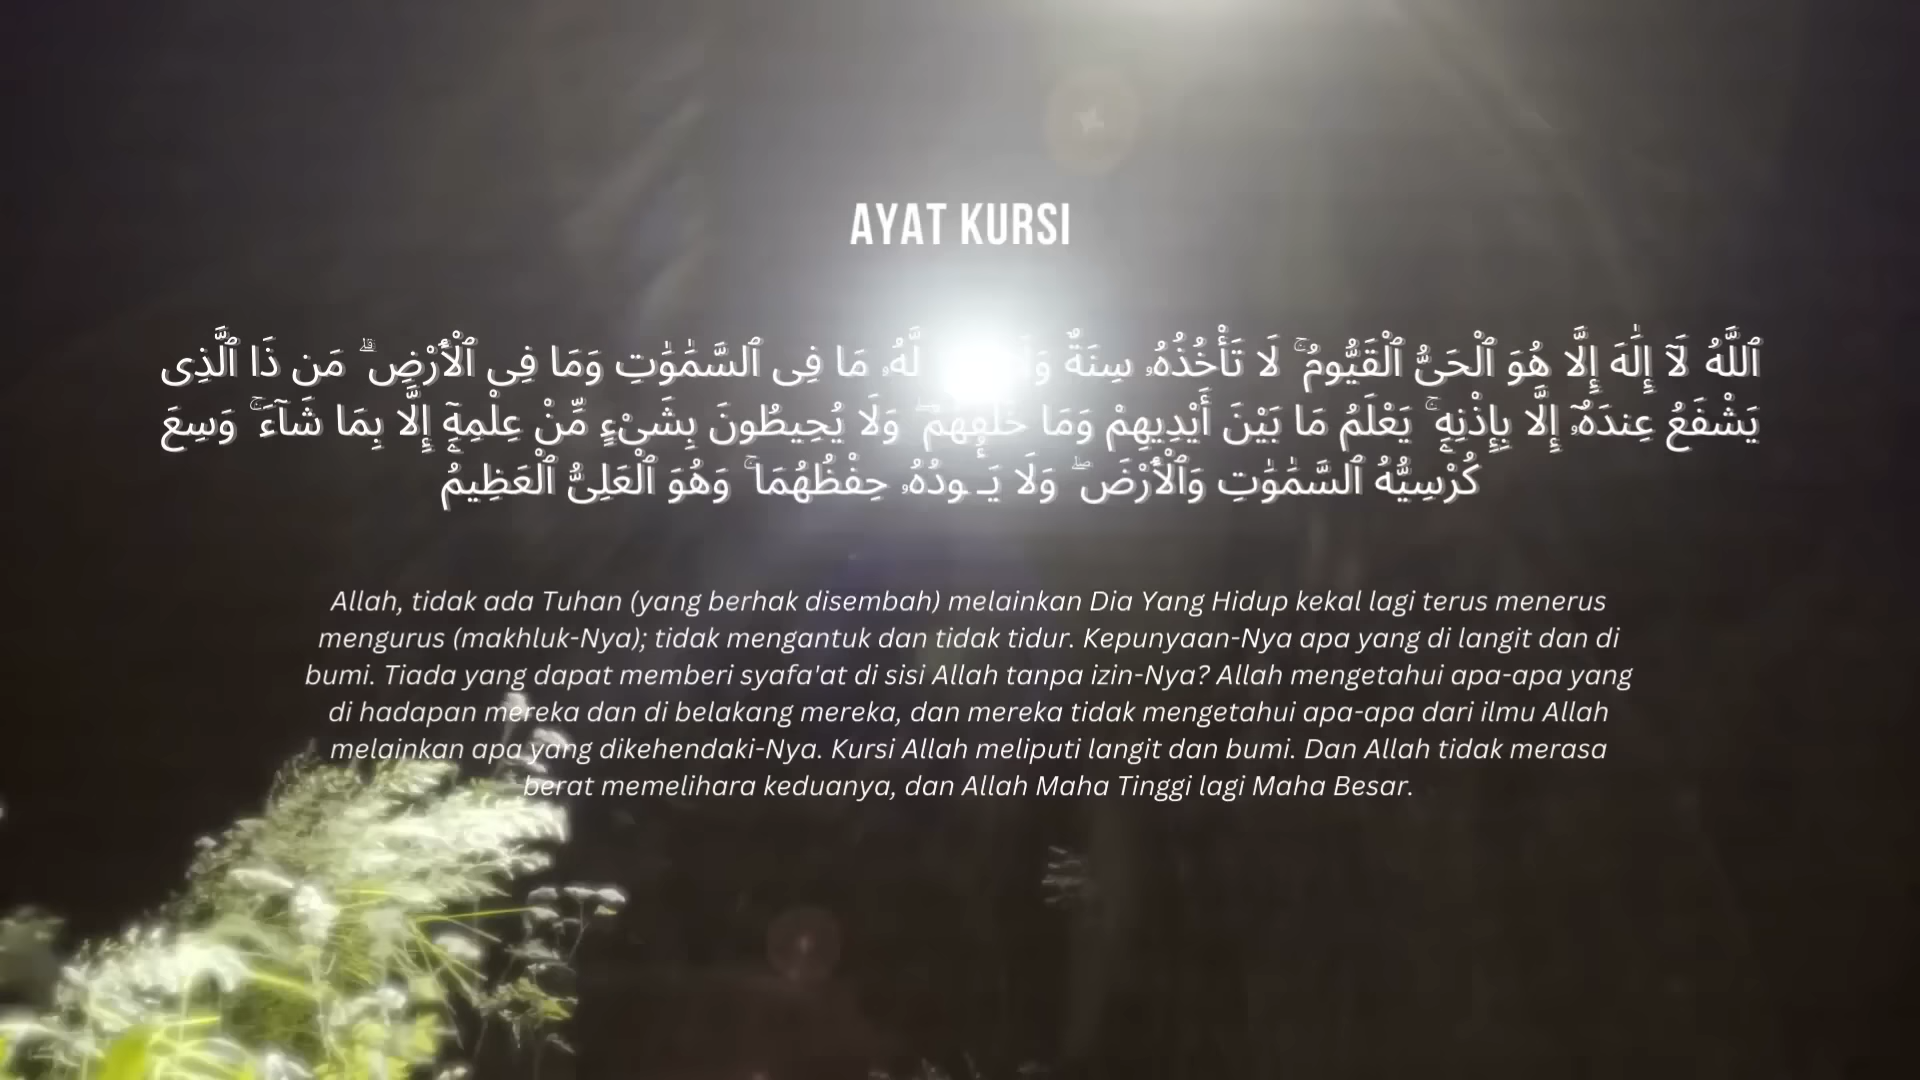 AYAT KURSI
ٱللَّهُ لَآ إِلَٰهَ إِلَّا هُوَ ٱلْحَىُّ ٱلْقَيُّومُ ۚ لَا تَأْخُذُهُۥ سِنَةٌ لَّهُۥ مَا فِى ٱلسَّمَٰوَٰتِ وَمَا فِى ٱلْأَرْضِ ۗ مَن ذَا ٱلَّذِى
يَشْفَعُ عِندَهُۥٓ إِلَّا بِإِذْنِهِۦ ۚ يَعْلَمُ مَا بَيْنَ أَيْدِيهِمْ وَمَا خَلْفَهُمْ ۖ وَلَا يُحِيطُونَ بِشَىْءٍ مِّنْ عِلْمِهِۦٓ إِلَّا بِمَا شَآءَ ۚ وَسِعَ
كُرْسِيُّهُ ٱلسَّمَٰوَٰتِ وَٱلْأَرْضَ ۖ وَلَا يَـُٔودُهُۥ حِفْظُهُمَا ۚ وَهُوَ ٱلْعَلِىُّ ٱلْعَظِيمُ
Allah, tidak ada Tuhan (yang berhak disembah) melainkan Dia Yang Hidup kekal lagi terus menerus
mengurus (makhluk-Nya); tidak mengantuk dan tidak tidur. Kepunyaan-Nya apa yang di langit dan di
bumi. Tiada yang dapat memberi syafa'at di sisi Allah tanpa izin-Nya? Allah mengetahui apa-apa yang
di hadapan mereka dan di belakang mereka, dan mereka tidak mengetahui apa-apa dari ilmu Allah
melainkan apa yang dikehendaki-Nya. Kursi Allah meliputi langit dan bumi. Dan Allah tidak merasa
berat memelihara keduanya, dan Allah Maha Tinggi lagi Maha Besar.